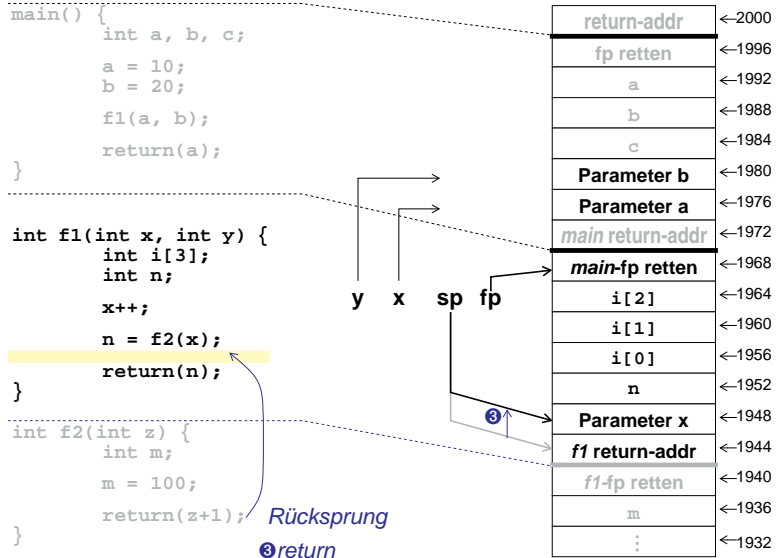 main() {
int a, b, c;
a = 10;
b = 20;
f1(a, b);
return(a);
}
int f1(int x, int y) {
int i[3];
int n;
x++;
n = f2(x);
return(n);
}
int f2(int z) {
int m;
m = 100;
return(z+1);
}
Rücksprung
❸return
y x sp fp
❸
return-addr ←2000
fp retten ←1996
a ←1992
b ←1988
c ←1984
Parameter b ←1980
Parameter a ←1976
main return-addr ←1972
main-fp retten ←1968
i[2] ←1964
i[1] ←1960
i[0] ←1956
n ←1952
Parameter x ←1948
f1 return-addr ←1944
f1-fp retten ←1940
m ←1936
⋮ ←1932